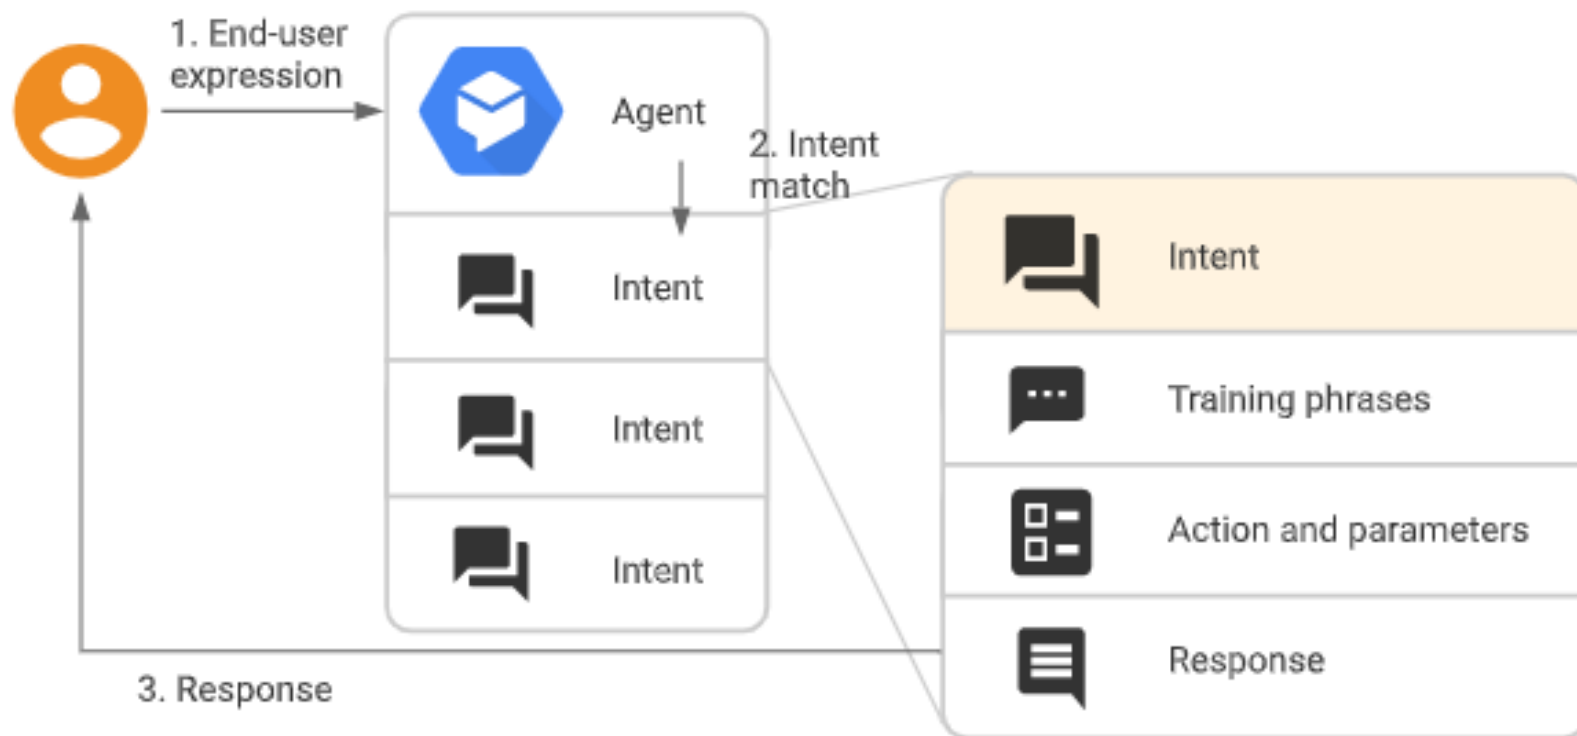 1. End-user
expression
Agent
2. Intent
match
Intent
Intent
Intent
Intent
Training phrases
Action and parameters
Response
3. Response